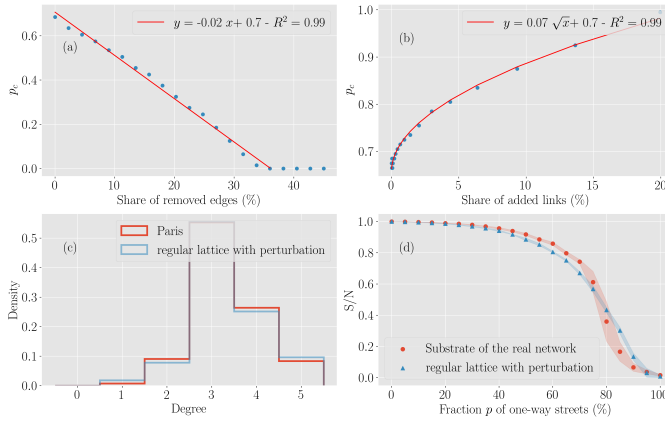 y = -0.02 x+ 0.7 - R² = 0.99
(a)
0.6
0.4
0.2
0.0
p_c
0 10 20 30 40
Share of removed edges (%)
y = 0.07 √x+ 0.7 - R² = 0.99
(b)
1.0
0.9
0.8
0.7
p_c
0 5 10 15 20
Share of added links (%)
(c)
Paris
regular lattice with perturbation
0.5
0.4
0.3
0.2
0.1
0.0
Density
0 1 2 3 4 5
Degree
(d)
1.0
0.8
0.6
0.4
0.2
0.0
S/N
Substrate of the real network
regular lattice with perturbation
0 20 40 60 80 100
Fraction p of one-way streets (%)